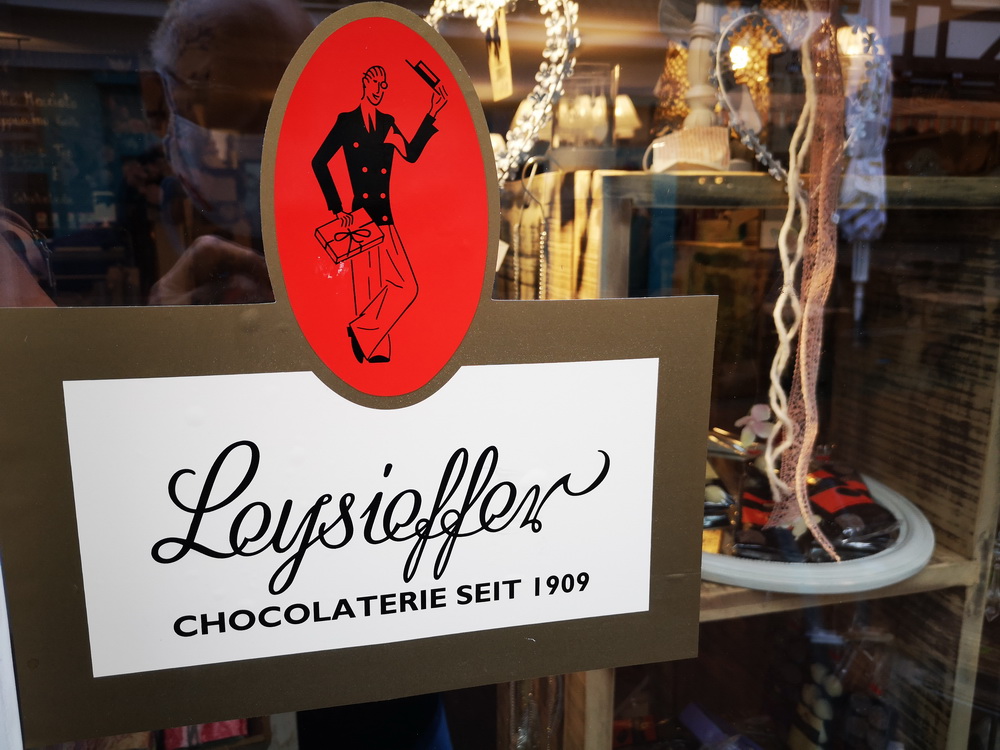 Leysieffer
CHOCOLATERIE SEIT 1909